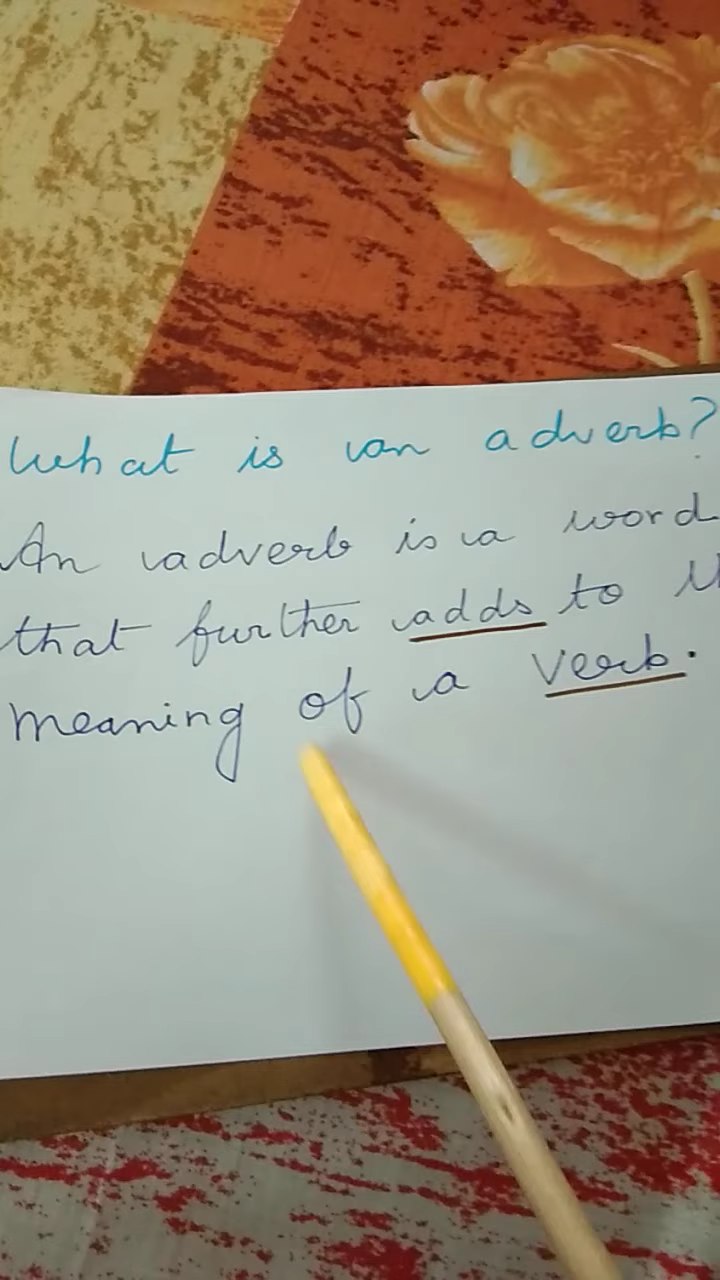 What is an adverb?
An adverb is a word
that further adds to
meaning of a verb.